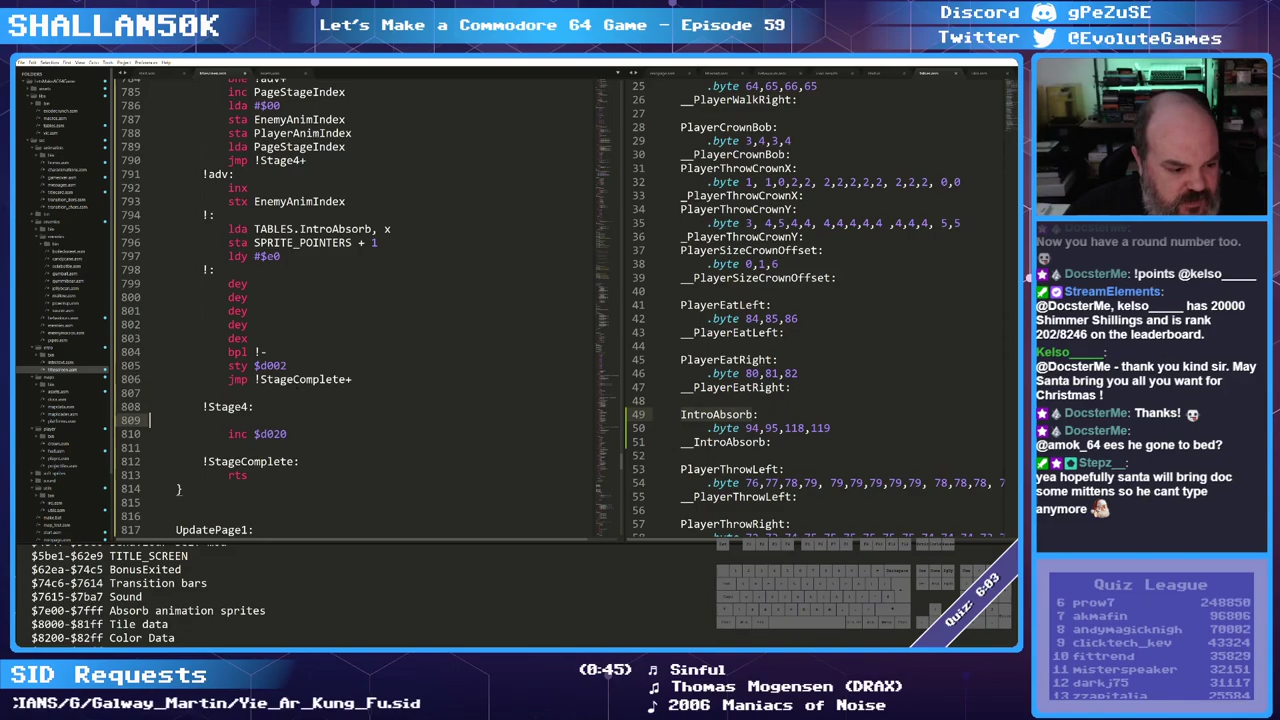 SHALLAN50K
Let's Make a Commodore 64 Game - Episode 59
Discord gPeZuSE
Twitter @EvoluteGames
FOLDERS
785 inc PageStageIndex
786 lda #$00
787 sta EnemyAnimIndex
788 sta PlayerAnimIndex
789 lda PageStageIndex
790 jmp !Stage4+
791 !adv:
792 inx
793 stx EnemyAnimIndex
794 !:
795 lda TABLES.IntroAbsorb, x
796 sta SPRITE_POINTERS + 1
797 ldy #$e0
798 !:
799 dey
800 dey
801 dey
802 dey
803 dex
804 bpl !-
805 sty $d002
806 jmp !StageComplete+
807
808 !Stage4:
809
810 inc $d020
811
812 !StageComplete:
813 rts
814 }
815
816
817 UpdatePage1:
25 .byte 64,65,66,65
26 __PlayerWalkRight:
27
28 PlayerCrownBob:
29 .byte 3,4,3,4
30 __PlayerCrownBob:
31 PlayerThrowCrownX:
32 .byte 1, 1,0,2,2, 2,2,2,2,2, 2,2,2, 0,0
33 __PlayerThrowCrownX:
34 PlayerThrowCrownY:
35 .byte 3, 4,5,4,4, 4,4,4,4,4 ,4,4,4, 5,5
36 __PlayerThrowCrownY:
37 PlayerSizeCrownOffset:
38 .byte 0,1,6
39 __PlayerSizeCrownOffset:
40
41 PlayerEatLeft:
42 .byte 84,85,86
43 __PlayerEatLeft:
44
45 PlayerEatRight:
46 .byte 80,81,82
47 __PlayerEatRight:
48
49 IntroAbsorb:
50 .byte 94,95,118,119
51 __IntroAbsorb:
52
53 PlayerThrowLeft:
54 .byte 76,77,78,79, 79,79,79,79, 78,78,78, 7
55 __PlayerThrowLeft:
56
57 PlayerThrowRight:
$5be1-$62e9 TITLE_SCREEN
$62ea-$74c5 BonusExited
$74c6-$7614 Transition bars
$7615-$7ba7 Sound
$7e00-$7fff Absorb animation sprites
$8000-$81ff Tile data
$8200-$82ff Color Data
Quiz: 6:03
Now you have a round number too.
DocsterMe: !points @kelso_____
StreamElements:
@DocsterMe, kelso_____ has 20000
Shimmer Shillings and is rank
2028246 on the leaderboard.
Kelso_____:
@DocsterMe - thank you kind sir. May
Santa bring you all you want for
Christmas !
DocsterMe: Thanks!
DocsterMe:
@amok_64 ees he gone to bed?
Stepz__:
yea hopefully santa will bring doc
some mittens so he cant type
anymore
Quiz League
6 prow7 248850
7 akmafin 96806
8 andymagicknigh 70002
9 clicktech_kev 43324
10 fittrend 35829
11 misterspeaker 32151
12 darkj75 31117
13 zzapitalia 25584
SID Requests
IANS/G/Galway_Martin/Yie_Ar_Kung_Fu.sid
(0:45) Sinful
Thomas Mogensen (DRAX)
2006 Maniacs of Noise